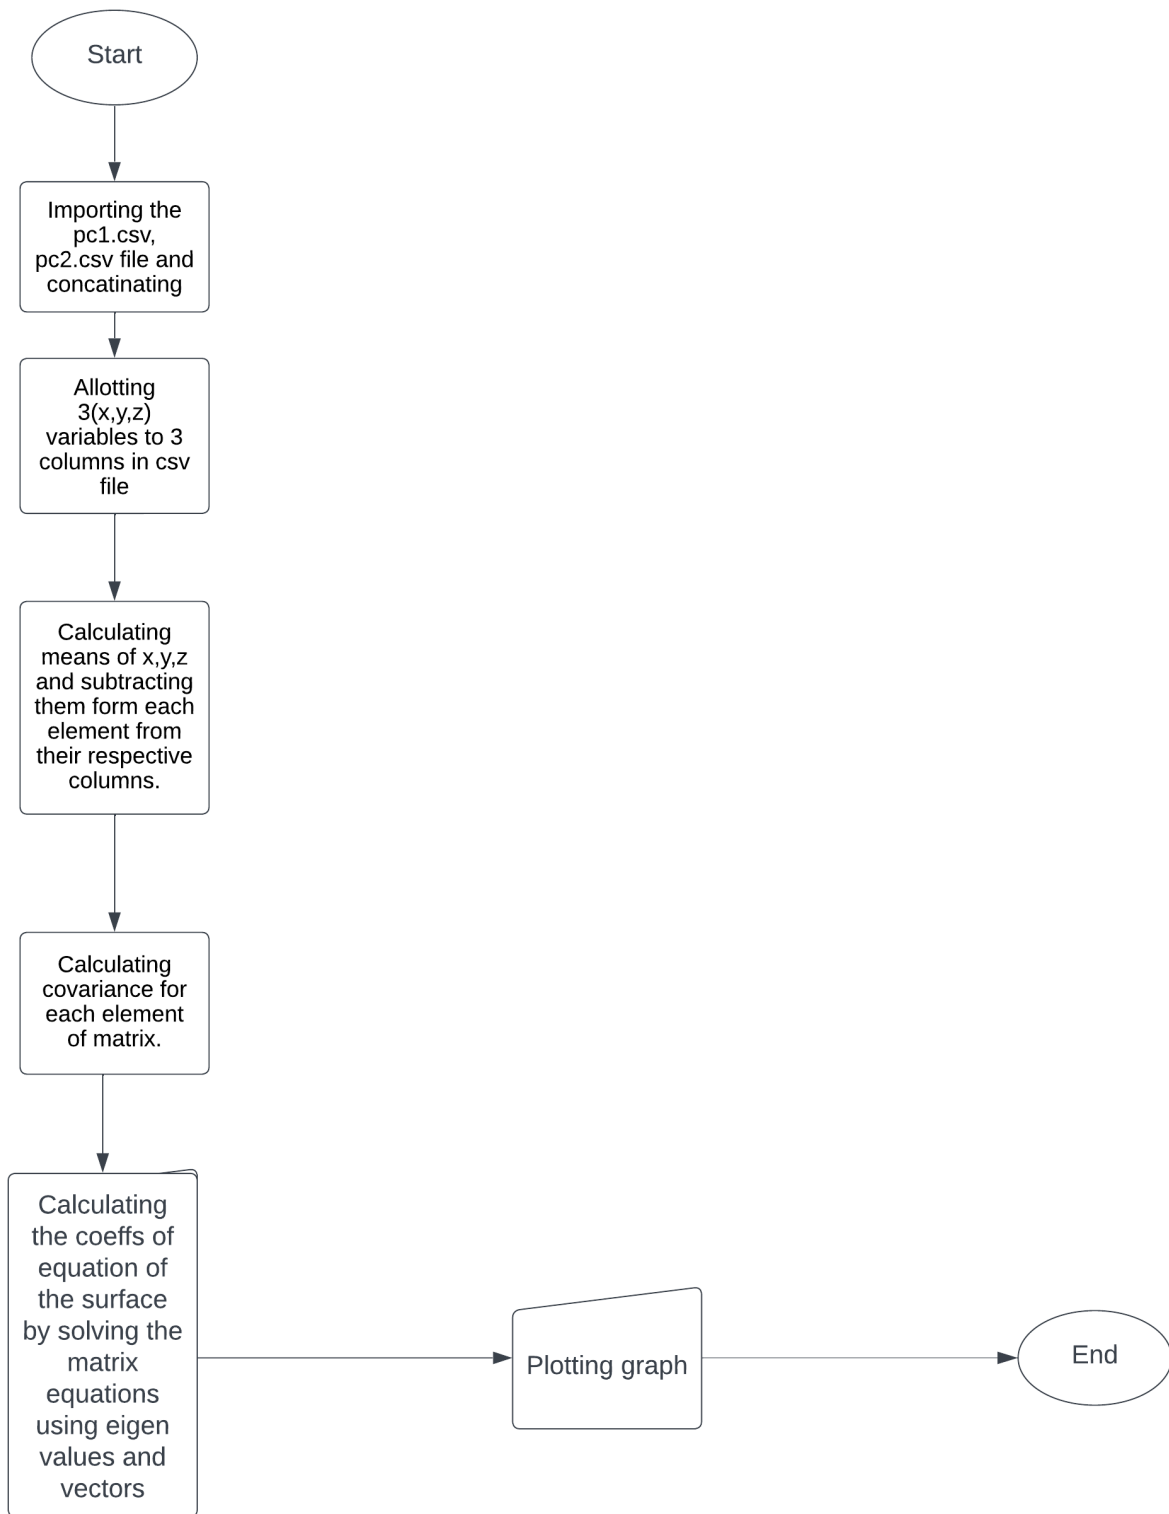 Start
Importing the
pc1.csv,
pc2.csv file and
concatinating
Allotting
3(x,y,z)
variables to 3
columns in csv
file
Calculating
means of x,y,z
and subtracting
them form each
element from
their respective
columns.
Calculating
covariance for
each element
of matrix.
Calculating
the coeffs of
equation of
the surface
by solving the
matrix
equations
using eigen
values and
vectors
Plotting graph
End